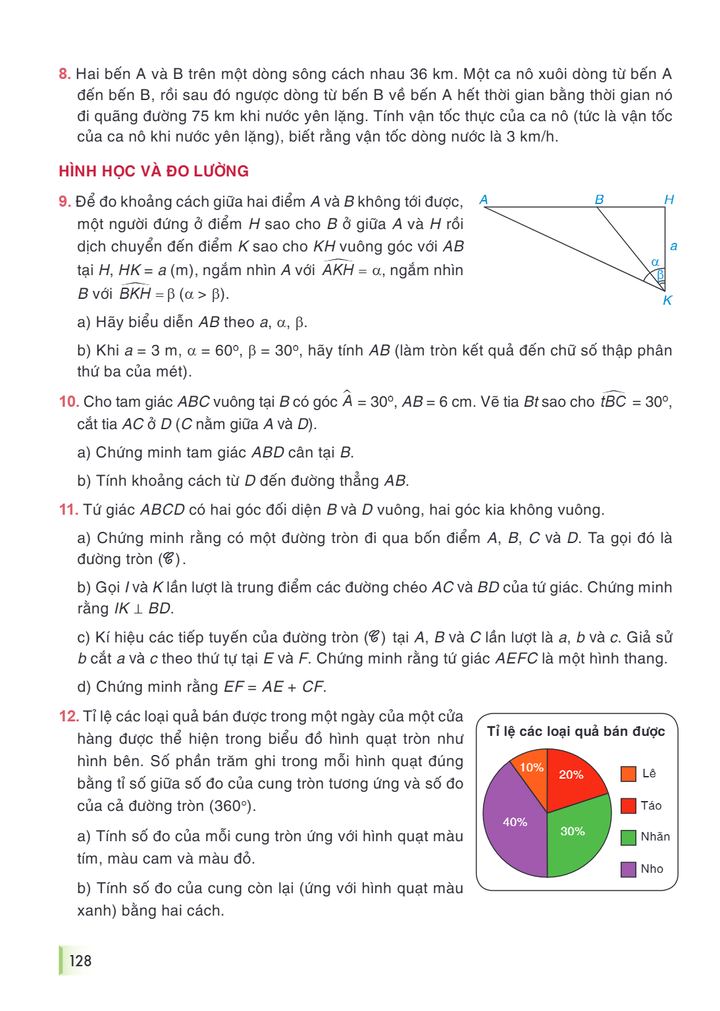 8. Hai bến A và B trên một dòng sông cách nhau 36 km. Một ca nô xuôi dòng từ bến A
đến bến B, rồi sau đó ngược dòng từ bến B về bến A hết thời gian bằng thời gian nó
đi quãng đường 75 km khi nước yên lặng. Tính vận tốc thực của ca nô (tức là vận tốc
của ca nô khi nước yên lặng), biết rằng vận tốc dòng nước là 3 km/h.
HÌNH HỌC VÀ ĐO LƯỜNG
9. Để đo khoảng cách giữa hai điểm A và B không tới được,
một người đứng ở điểm H sao cho B ở giữa A và H rồi
dịch chuyển đến điểm K sao cho KH vuông góc với AB
tại H, HK = a (m), ngắm nhìn A với \widehat{AKH} = α, ngắm nhìn
B với \widehat{BKH} = β (α > β).
A B H
a
α
β
K
a) Hãy biểu diễn AB theo a, α, β.
b) Khi a = 3 m, α = 60°, β = 30°, hãy tính AB (làm tròn kết quả đến chữ số thập phân
thứ ba của mét).
10. Cho tam giác ABC vuông tại B có góc \widehat{A} = 30°, AB = 6 cm. Vẽ tia Bt sao cho \widehat{tBC} = 30°,
cắt tia AC ở D (C nằm giữa A và D).
a) Chứng minh tam giác ABD cân tại B.
b) Tính khoảng cách từ D đến đường thẳng AB.
11. Tứ giác ABCD có hai góc đối diện B và D vuông, hai góc kia không vuông.
a) Chứng minh rằng có một đường tròn đi qua bốn điểm A, B, C và D. Ta gọi đó là
đường tròn (𝒞).
b) Gọi I và K lần lượt là trung điểm các đường chéo AC và BD của tứ giác. Chứng minh
rằng IK ⊥ BD.
c) Kí hiệu các tiếp tuyến của đường tròn (𝒞) tại A, B và C lần lượt là a, b và c. Giả sử
b cắt a và c theo thứ tự tại E và F. Chứng minh rằng tứ giác AEFC là một hình thang.
d) Chứng minh rằng EF = AE + CF.
12. Tỉ lệ các loại quả bán được trong một ngày của một cửa
hàng được thể hiện trong biểu đồ hình quạt tròn như
hình bên. Số phần trăm ghi trong mỗi hình quạt đúng
bằng tỉ số giữa số đo của cung tròn tương ứng và số đo
của cả đường tròn (360°).
a) Tính số đo của mỗi cung tròn ứng với hình quạt màu
tím, màu cam và màu đỏ.
b) Tính số đo của cung còn lại (ứng với hình quạt màu
xanh) bằng hai cách.
Tỉ lệ các loại quả bán được
10%
20%
40%
30%
Lê
Táo
Nhãn
Nho
128